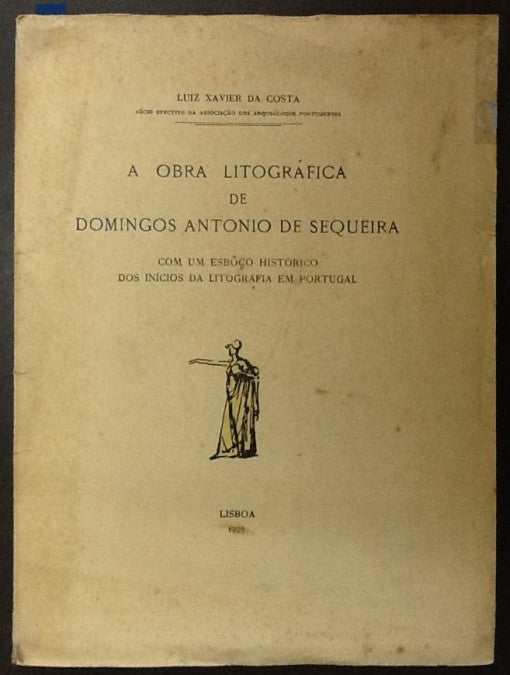 LUIZ XAVIER DA COSTA
SÓCIO EFECTIVO DA ASSOCIAÇÃO DOS ARQUEÓLOGOS PORTUGUESES
A OBRA LITOGRÁFICA
DE
DOMINGOS ANTONIO DE SEQUEIRA
COM UM ESBÔÇO HISTÓRICO
DOS INÍCIOS DA LITOGRAFIA EM PORTUGAL
LISBOA
1925